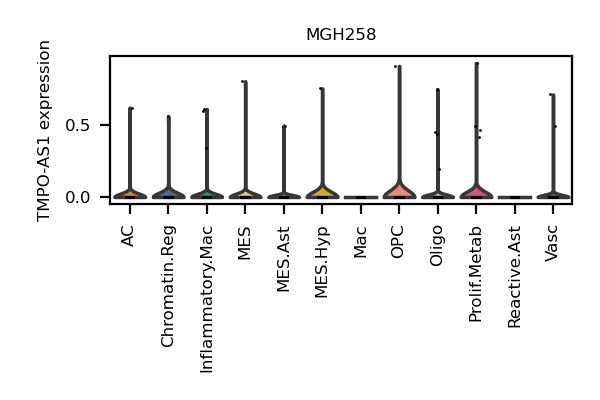 MGH258
TMPO-AS1 expression
0.5
0.0
AC
Chromatin.Reg
Inflammatory.Mac
MES
MES.Ast
MES.Hyp
Mac
OPC
Oligo
Prolif.Metab
Reactive.Ast
Vasc